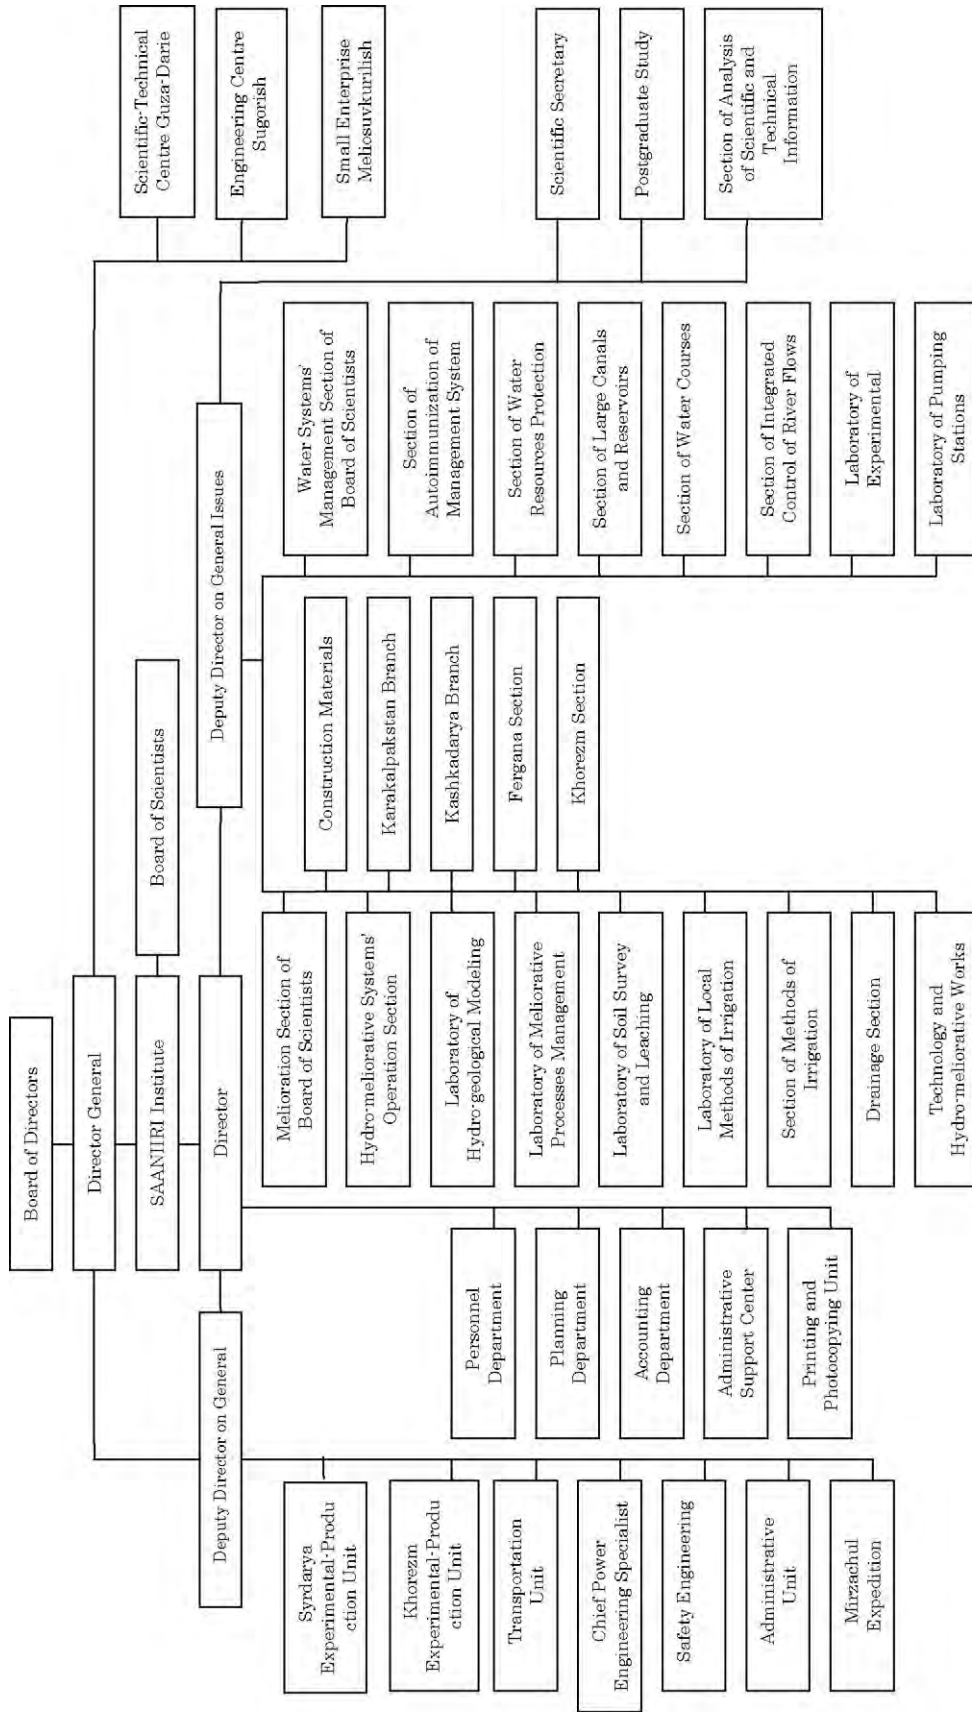 Board of Directors
Director General
SAANIIRI Institute
Board of Scientists
Deputy Director on General
Director
Deputy Director on General Issues
Scientific-Technical
Centre Guza-Darie
Engineering Centre
Sugorish
Small Enterprise
Meliosuvkurilish
Syrdarya
Experimental-Produ
ction Unit
Khorezm
Experimental-Produ
ction Unit
Transportation
Unit
Chief Power
Engineering Specialist
Safety Engineering
Administrative
Unit
Mirzachul
Expedition
Personnel
Department
Planning
Department
Accounting
Department
Administrative
Support Center
Printing and
Photocopying Unit
Melioration Section of
Board of Scientists
Hydro-meliorative Systems'
Operation Section
Laboratory of
Hydro-geological Modeling
Laboratory of Meliorative
Processes Management
Laboratory of Soil Survey
and Leaching
Laboratory of Local
Methods of Irrigation
Section of Methods of
Irrigation
Drainage Section
Technology and
Hydro-meliorative Works
Construction Materials
Karakalpakstan Branch
Kashkadarya Branch
Fergana Section
Khorezm Section
Water Systems'
Management Section of
Board of Scientists
Section of
Autoimmunization of
Management System
Section of Water
Resources Protection
Section of Large Canals
and Reservoirs
Section of Water Courses
Section of Integrated
Control of River Flows
Laboratory of
Experimental
Laboratory of Pumping
Stations
Scientific Secretary
Postgraduate Study
Section of Analysis
of Scientific and
Technical
Information